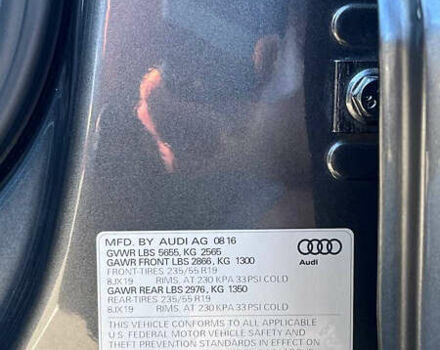 MFD. BY AUDI AG 08 16
GVWR LBS 5655, KG 2565
GAWR FRONT LBS 2866, KG 1300
FRONT-TIRES 235/55 R19
8JX19 RIMS, AT 230 KPA 33 PSI COLD
GAWR REAR LBS 2976, KG 1350
REAR-TIRES 235/55 R19
8JX19 RIMS, AT 230 KPA 33 PSI COLD
THIS VEHICLE CONFORMS TO ALL APPLICABLE
U.S. FEDERAL MOTOR VEHICLE SAFETY AND
THEFT PREVENTION STANDARDS IN EFFECT
Audi